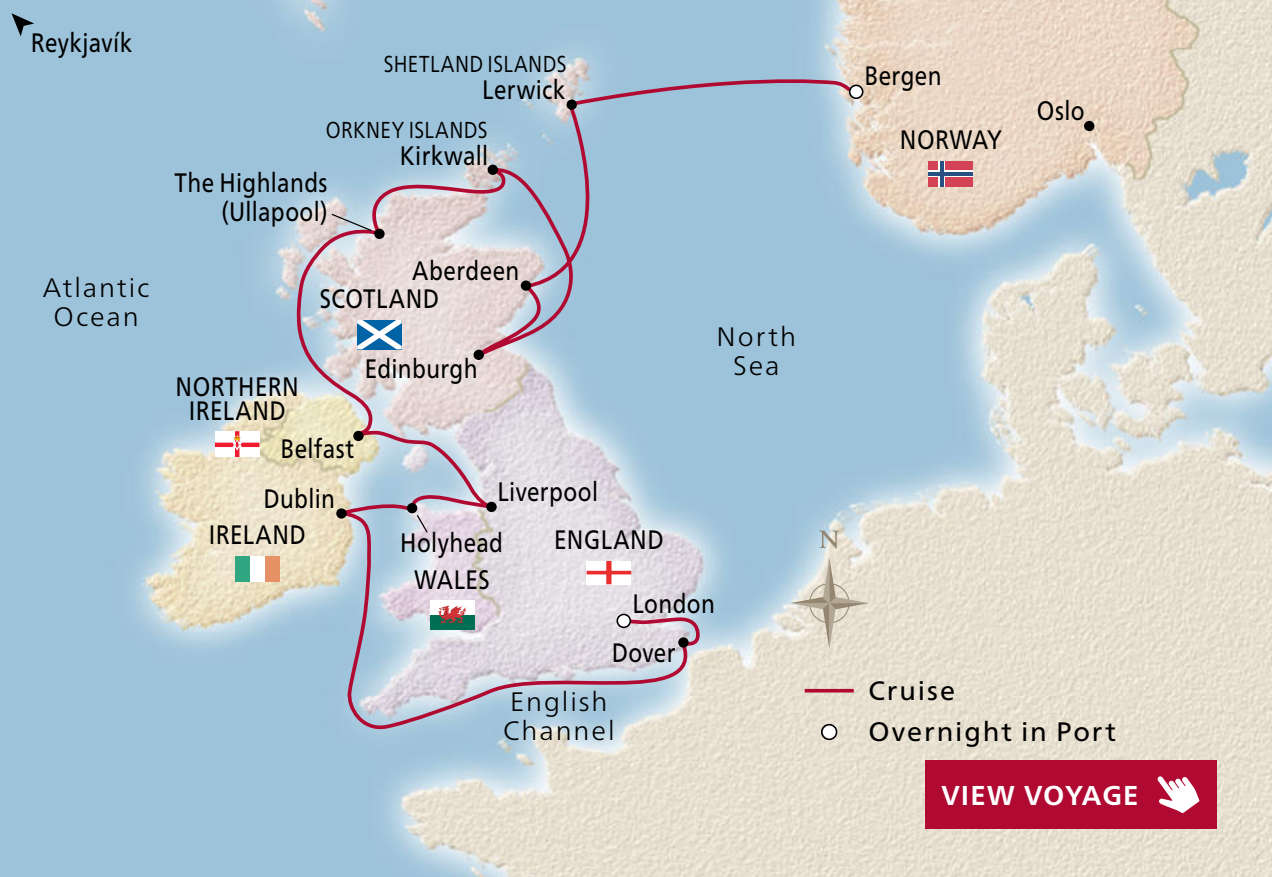 Reykjavík
SHETLAND ISLANDS
Lerwick
Bergen
Oslo
NORWAY
ORKNEY ISLANDS
Kirkwall
The Highlands
(Ullapool)
Aberdeen
SCOTLAND
Atlantic
Ocean
North
Sea
Edinburgh
NORTHERN
IRELAND
Belfast
Dublin
Liverpool
IRELAND
Holyhead
WALES
ENGLAND
N
London
Dover
English
Channel
Cruise
Overnight in Port
VIEW VOYAGE